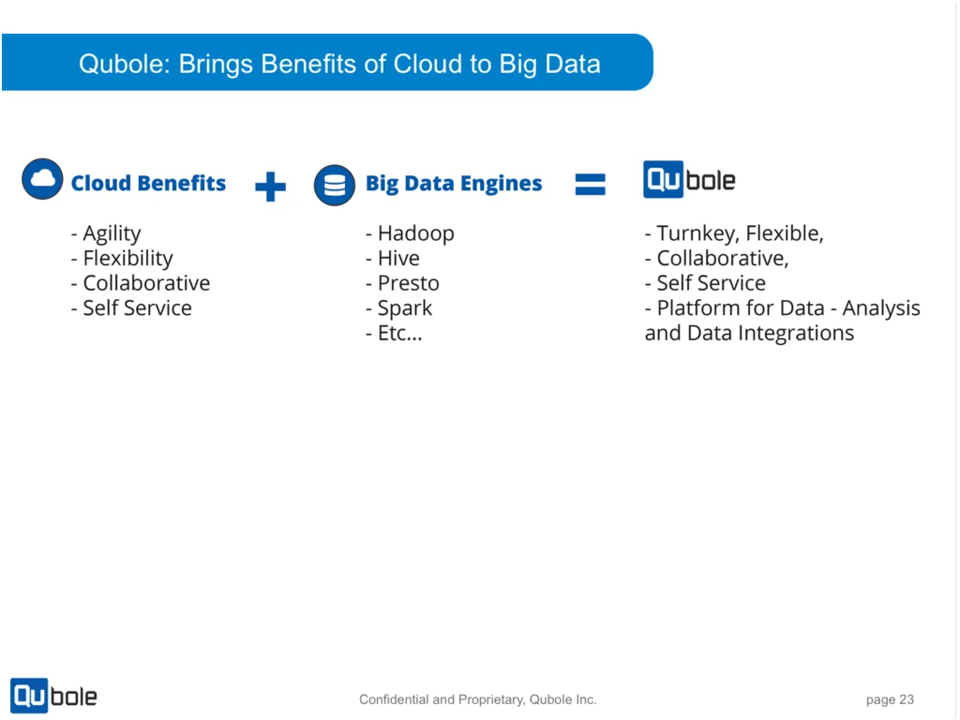 Qubole: Brings Benefits of Cloud to Big Data
Cloud Benefits
- Agility
- Flexibility
- Collaborative
- Self Service
+
Big Data Engines
- Hadoop
- Hive
- Presto
- Spark
- Etc...
=
Qubole
- Turnkey, Flexible,
- Collaborative,
- Self Service
- Platform for Data - Analysis
and Data Integrations
Qubole
Confidential and Proprietary, Qubole Inc.
page 23